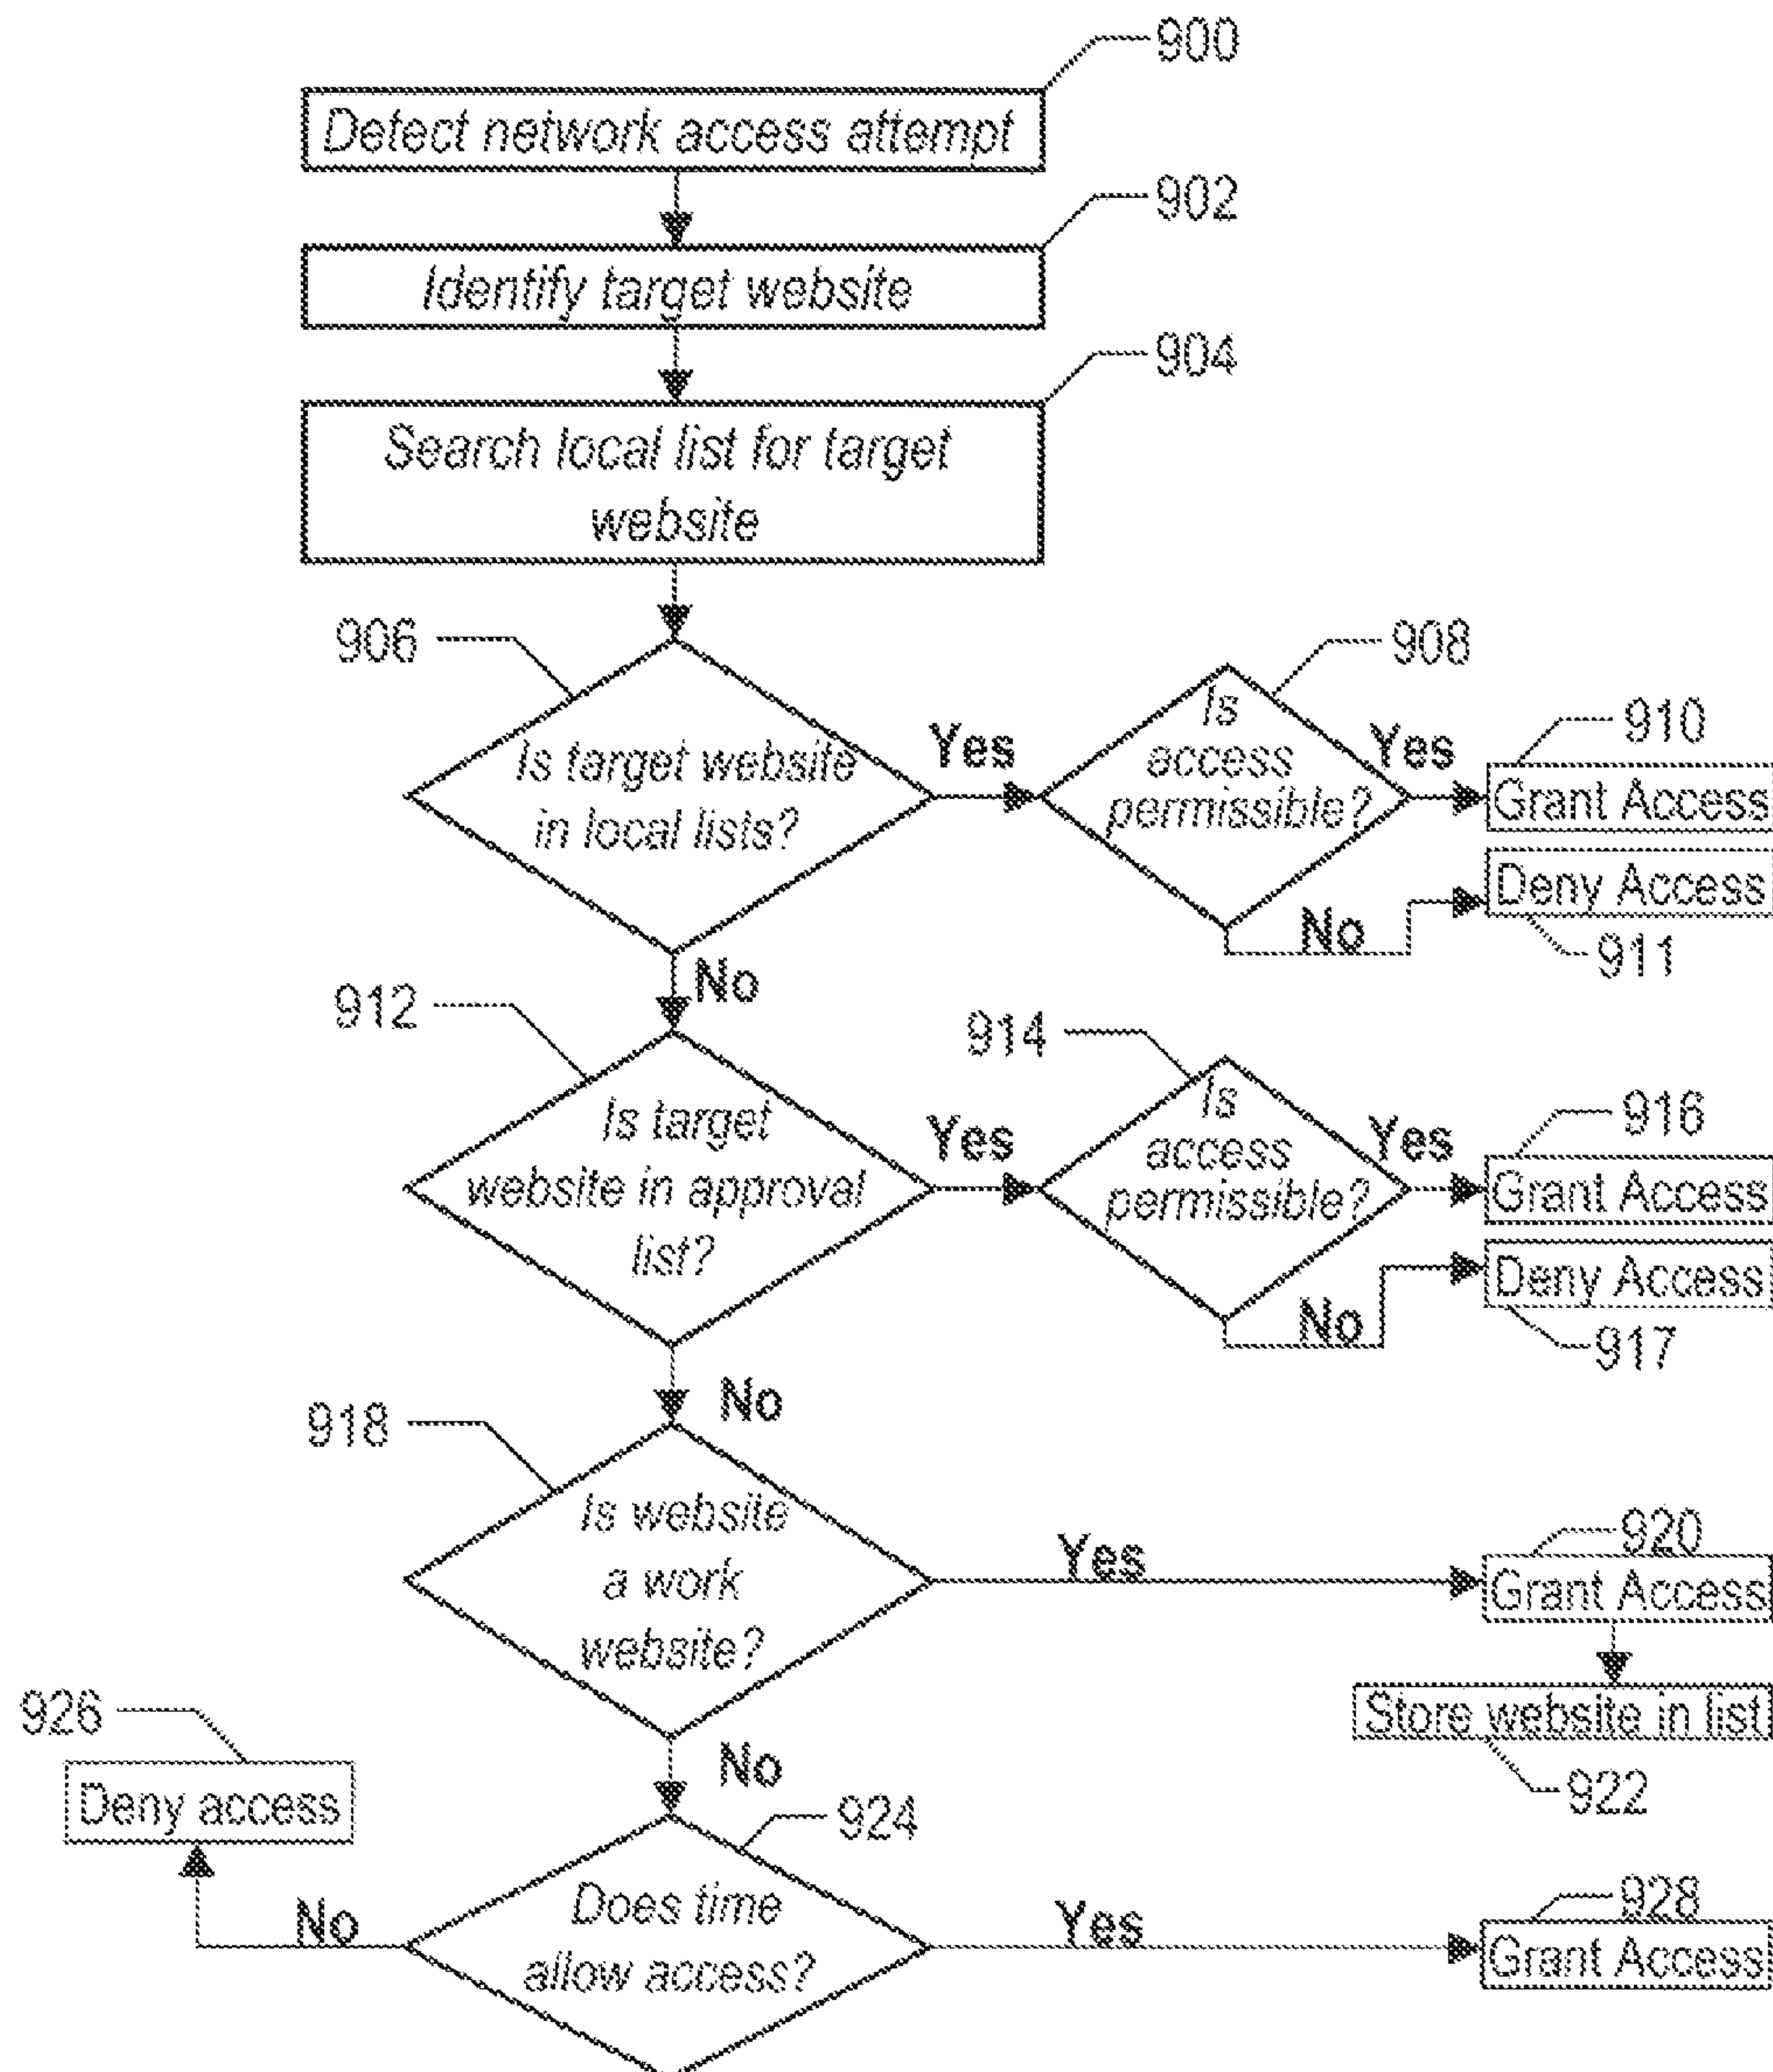 900
Detect network access attempt
902
Identify target website
904
Search local list for target
website
906
Is target website
in local lists?
Yes
908
Is
access
permissible?
Yes
910
Grant Access
No
Deny Access
911
No
912
Is target
website in approval
list?
Yes
914
Is
access
permissible?
Yes
916
Grant Access
No
Deny Access
917
No
918
Is website
a work
website?
Yes
920
Grant Access
Store website in list
922
No
926
Deny access
924
No
Does time
allow access?
Yes
928
Grant Access